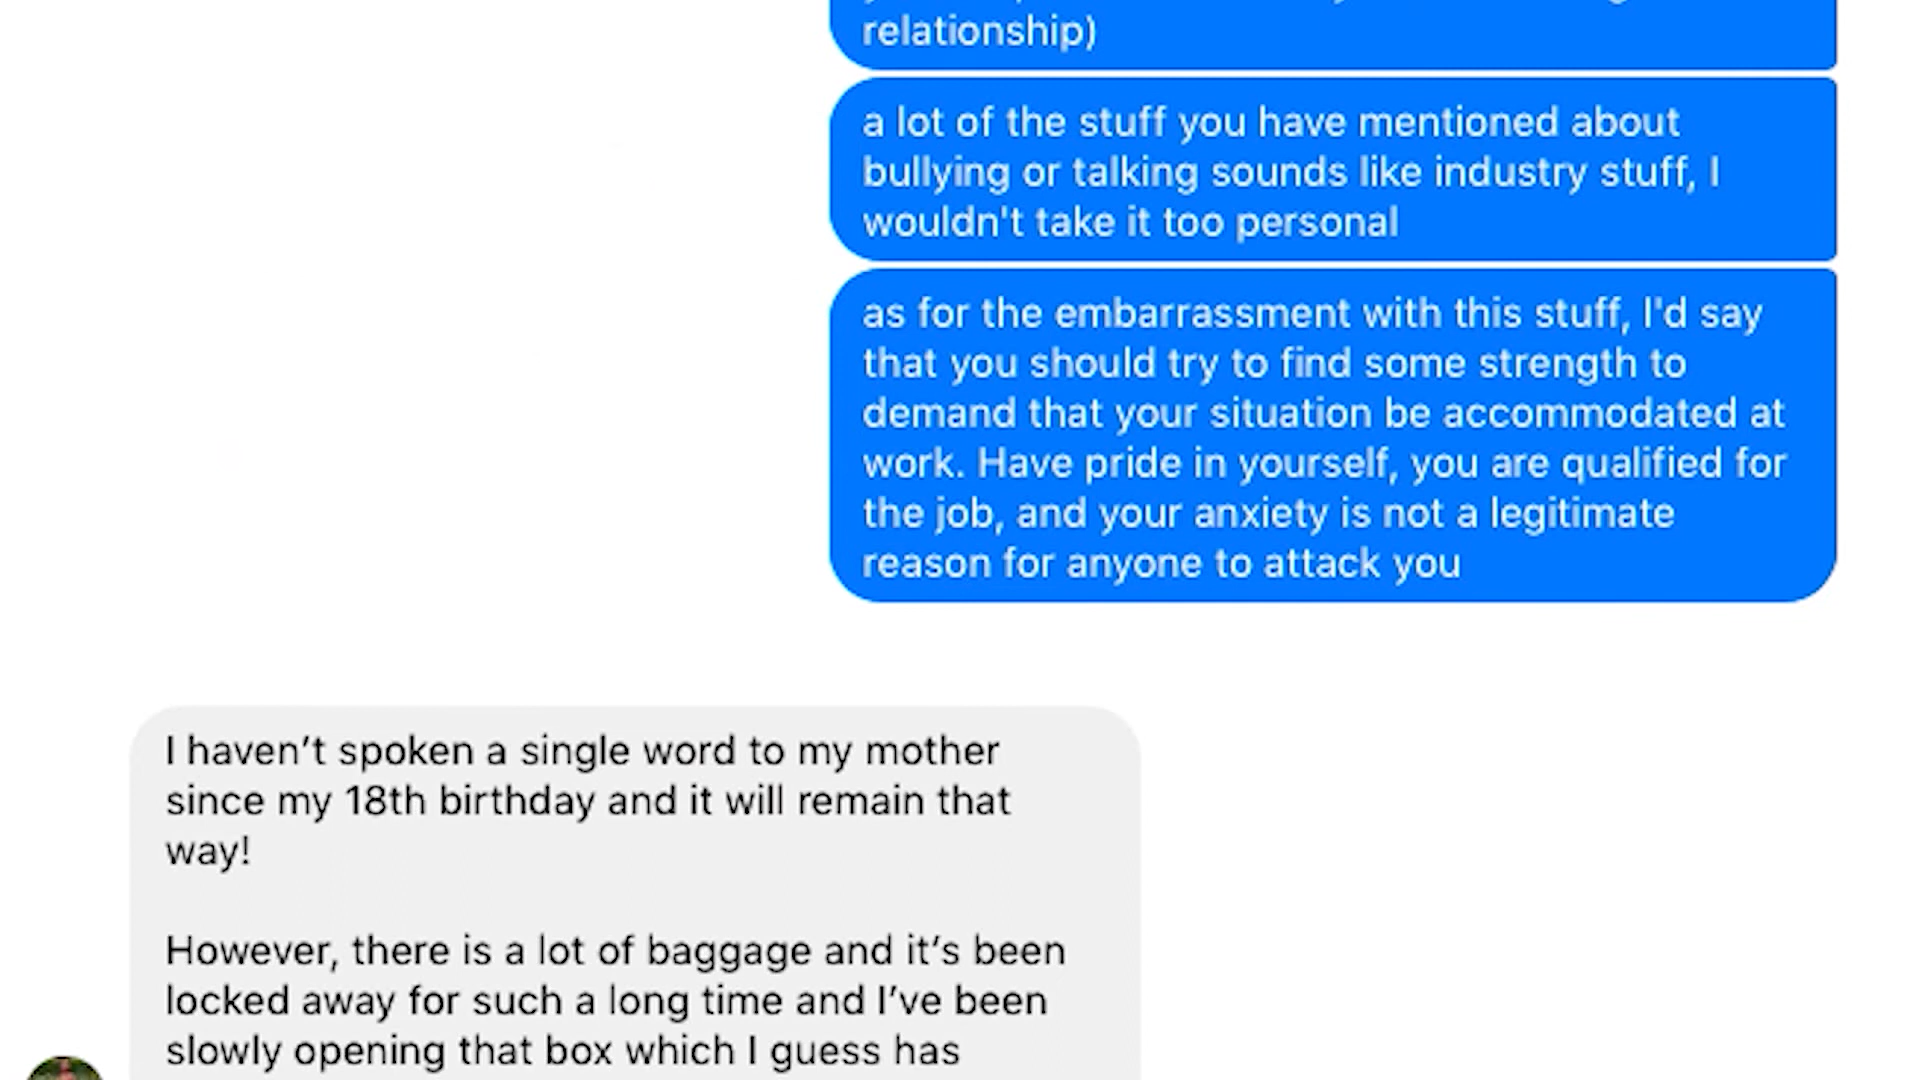 relationship)
a lot of the stuff you have mentioned about
bullying or talking sounds like industry stuff, I
wouldn't take it too personal
as for the embarrassment with this stuff, I'd say
that you should try to find some strength to
demand that your situation be accommodated at
work. Have pride in yourself, you are qualified for
the job, and your anxiety is not a legitimate
reason for anyone to attack you
I haven’t spoken a single word to my mother
since my 18th birthday and it will remain that
way!
However, there is a lot of baggage and it’s been
locked away for such a long time and I’ve been
slowly opening that box which I guess has